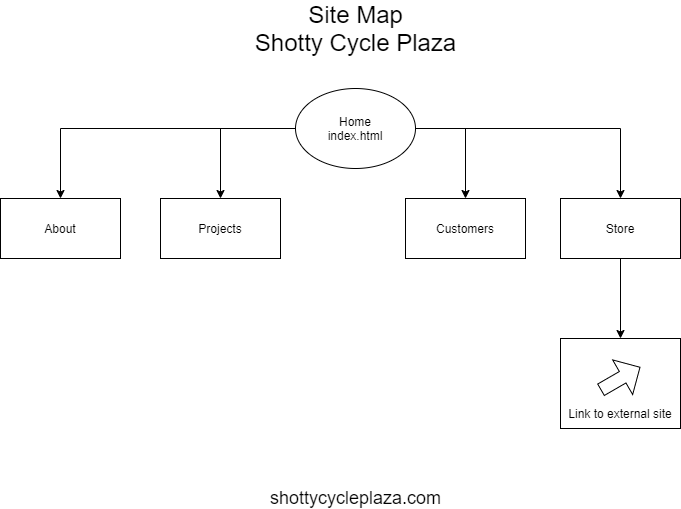 Site Map
Shotty Cycle Plaza
Home
index.html
About
Projects
Customers
Store
Link to external site
shottycycleplaza.com